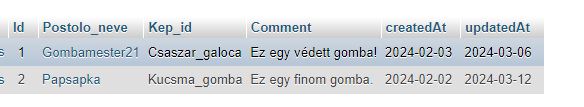 Id Postolo_neve Kep_id Comment createdAt updatedAt
s 1 Gombamester21 Csaszar_galoca Ez egy védett gomba! 2024-02-03 2024-03-06
s 2 Papsapka Kucsma_gomba Ez egy finom gomba. 2024-02-02 2024-03-12